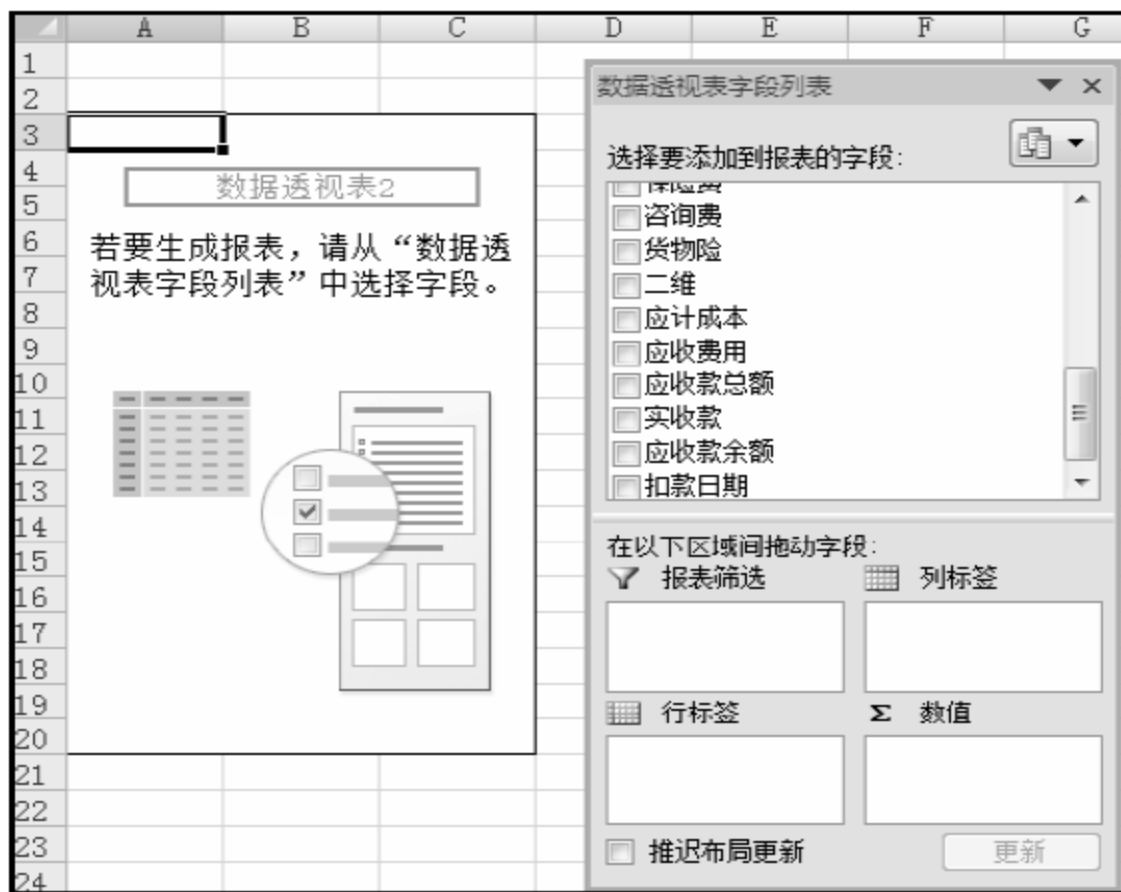 A B C D E F G
1
2
3
4
5
6
7
8
9
10
11
12
13
14
15
16
17
18
19
20
21
22
23
24
数据透视表2
若要生成报表，请从“数据透
视表字段列表”中选择字段。
数据透视表字段列表
选择要添加到报表的字段:
保险费
咨询费
货物险
二维
应计成本
应收费用
应收款总额
实收款
应收款余额
扣款日期
在以下区域间拖动字段:
报表筛选
列标签
行标签
Σ 数值
推迟布局更新
更新